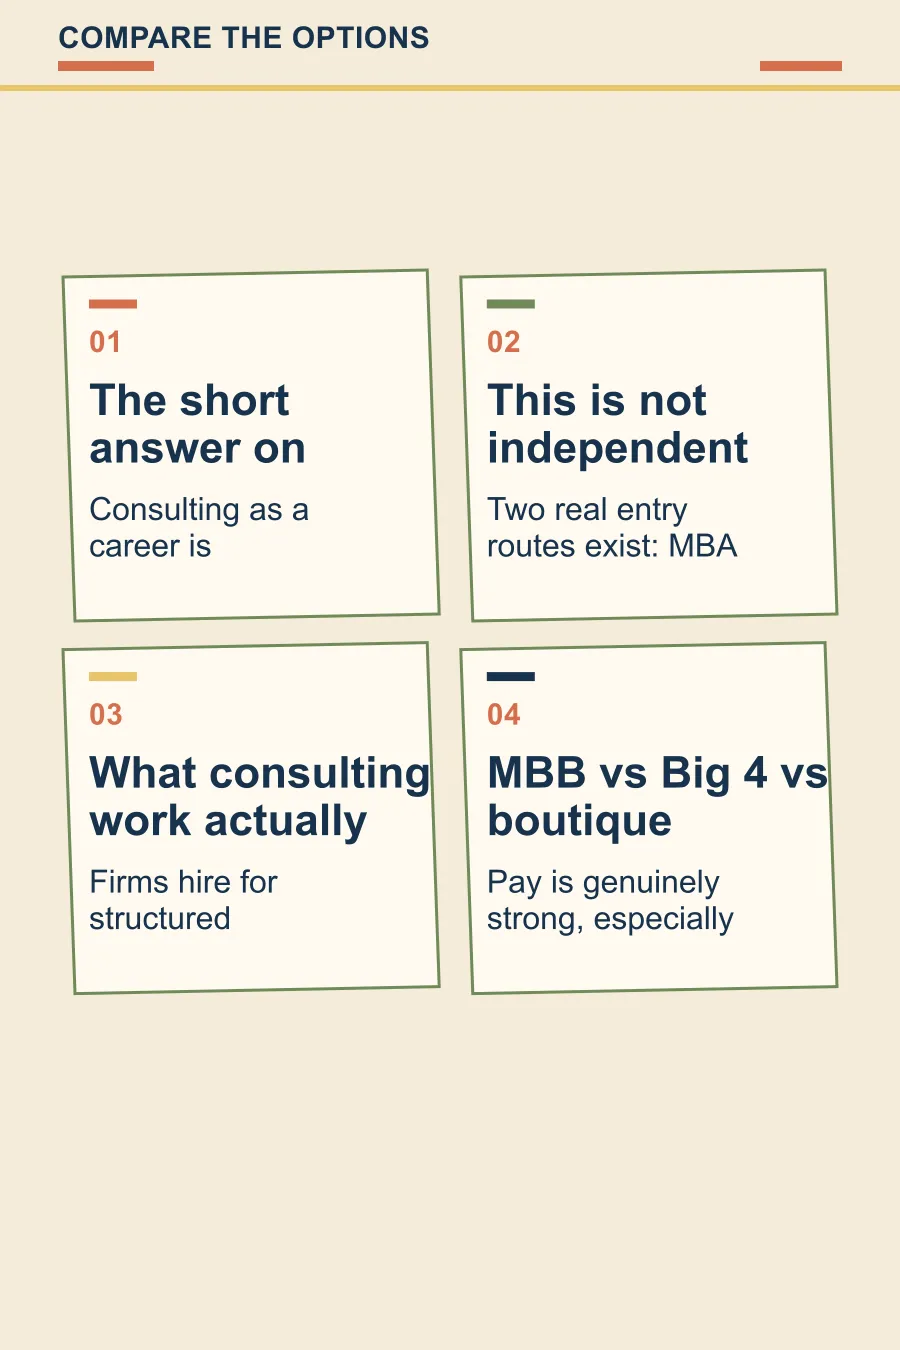 COMPARE THE OPTIONS
01
The short
answer on
Consulting as a
career is
02
This is not
independent
Two real entry
routes exist: MBA
03
What consulting
work actually
Firms hire for
structured
04
MBB vs Big 4 vs
boutique
Pay is genuinely
strong, especially